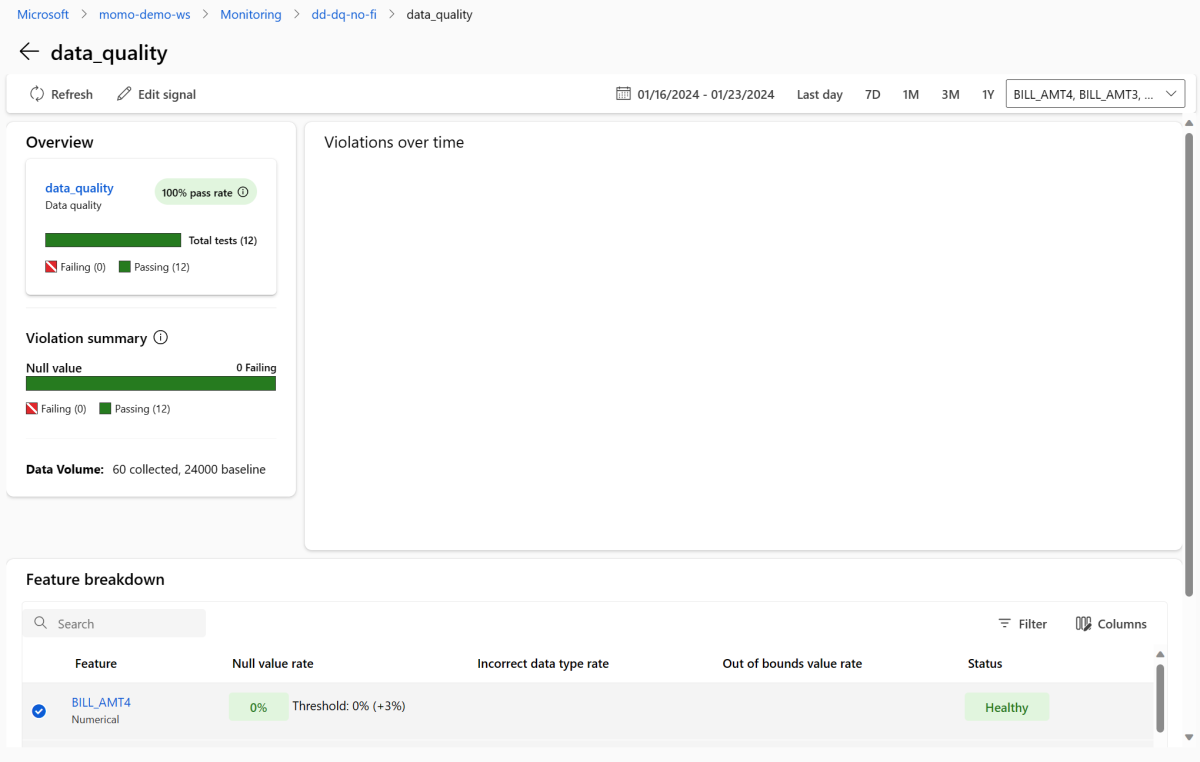 Microsoft > momo-demo-ws > Monitoring > dd-dq-no-fi > data_quality
data_quality
Refresh Edit signal 01/16/2024 - 01/23/2024 Last day 7D 1M 3M 1Y BILL_AMT4, BILL_AMT3, ...
Overview
data_quality 100% pass rate
Data quality
Total tests (12)
Failing (0) Passing (12)
Violation summary
Null value 0 Failing
Failing (0) Passing (12)
Data Volume: 60 collected, 24000 baseline
Violations over time
Feature breakdown
Search Filter Columns
Feature Null value rate Incorrect data type rate Out of bounds value rate Status
BILL_AMT4 0% Threshold: 0% (+3%) Healthy
Numerical